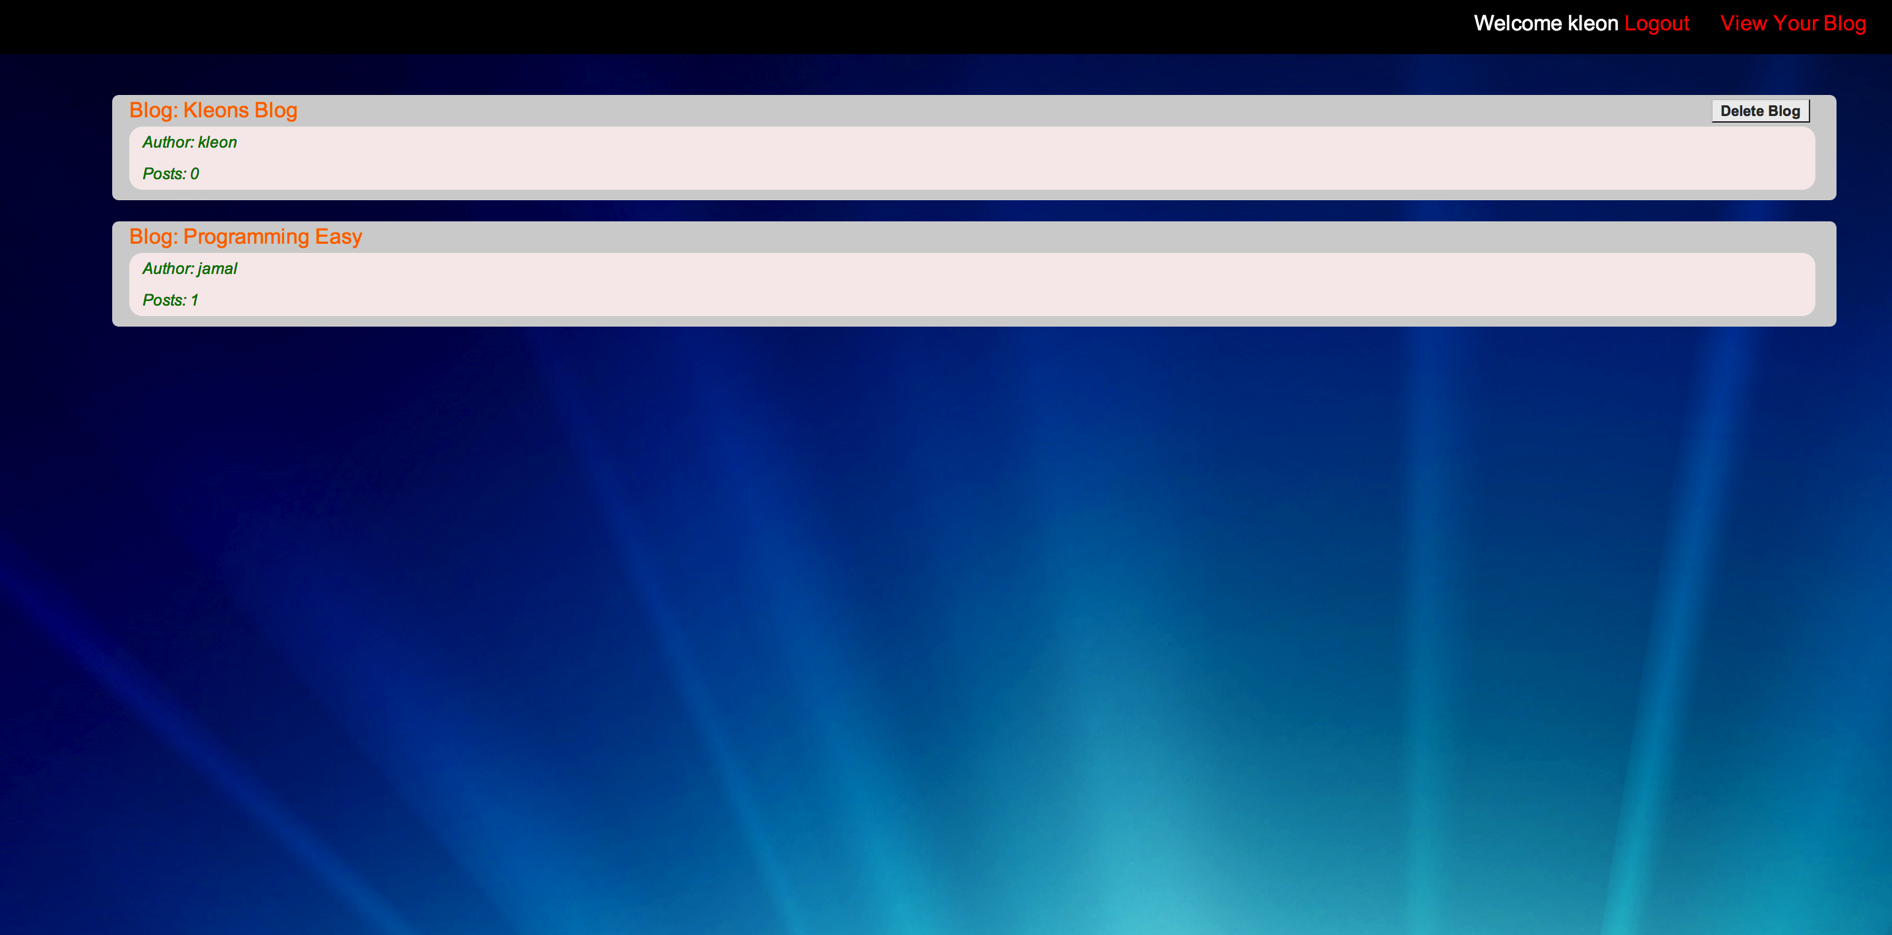 Welcome kleon Logout View Your Blog
Blog: Kleons Blog Delete Blog
Author: kleon
Posts: 0
Blog: Programming Easy
Author: jamal
Posts: 1